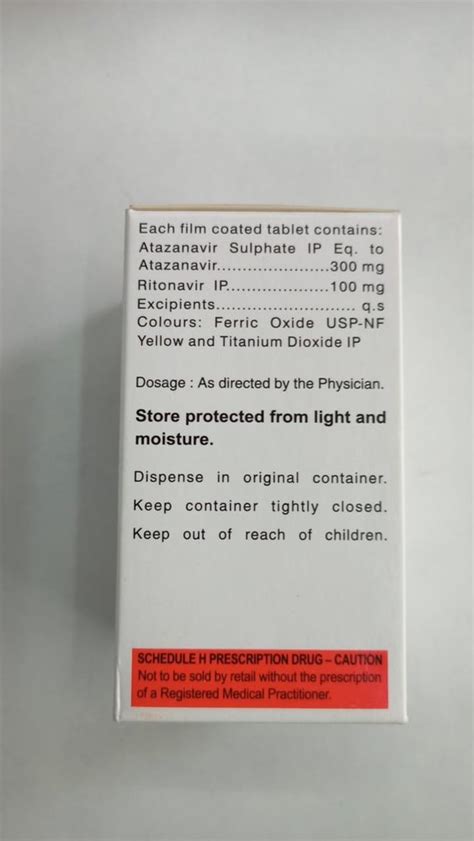 Each film coated tablet contains:
Atazanavir Sulphate IP Eq. to
Atazanavir.......................300 mg
Ritonavir IP.....................100 mg
Excipients............................ q.s
Colours: Ferric Oxide USP-NF
Yellow and Titanium Dioxide IP
Dosage : As directed by the Physician.
Store protected from light and
moisture.
Dispense in original container.
Keep container tightly closed.
Keep out of reach of children.
SCHEDULE H PRESCRIPTION DRUG – CAUTION
Not to be sold by retail without the prescription
of a Registered Medical Practitioner.